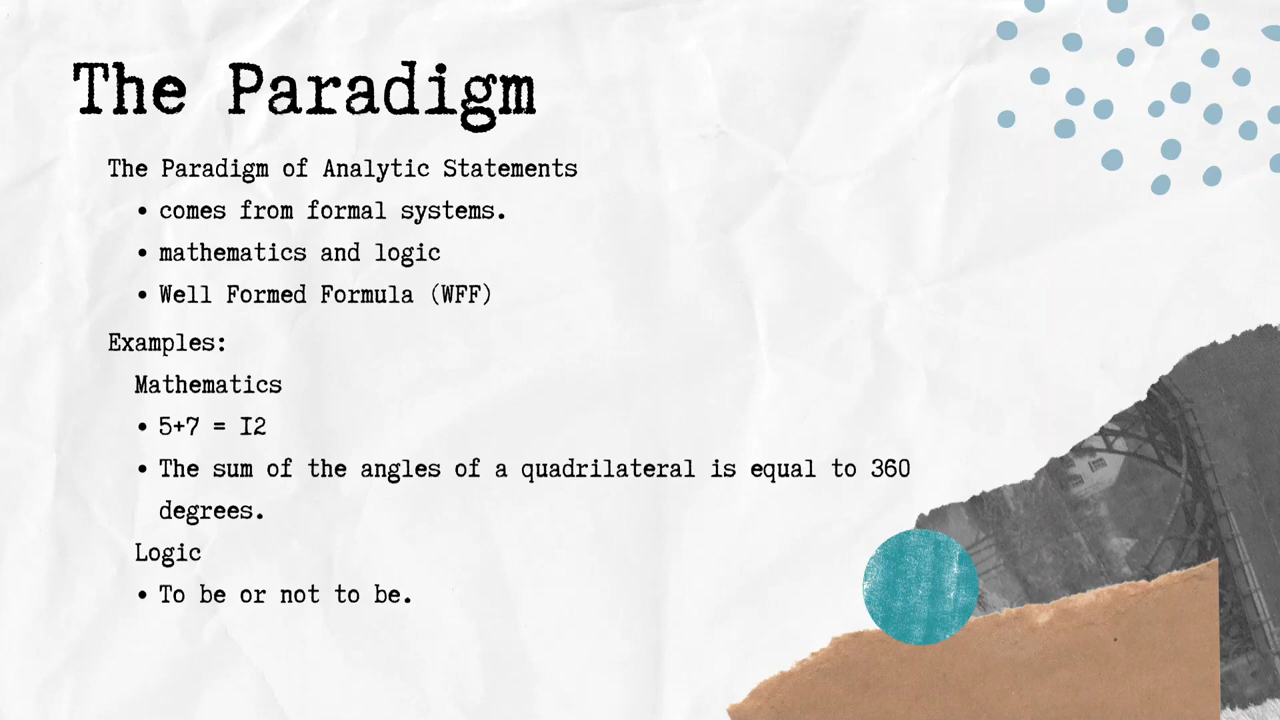 The Paradigm
The Paradigm of Analytic Statements
• comes from formal systems.
• mathematics and logic
• Well Formed Formula (WFF)
Examples:
Mathematics
• 5+7 = I2
• The sum of the angles of a quadrilateral is equal to 360
degrees.
Logic
• To be or not to be.